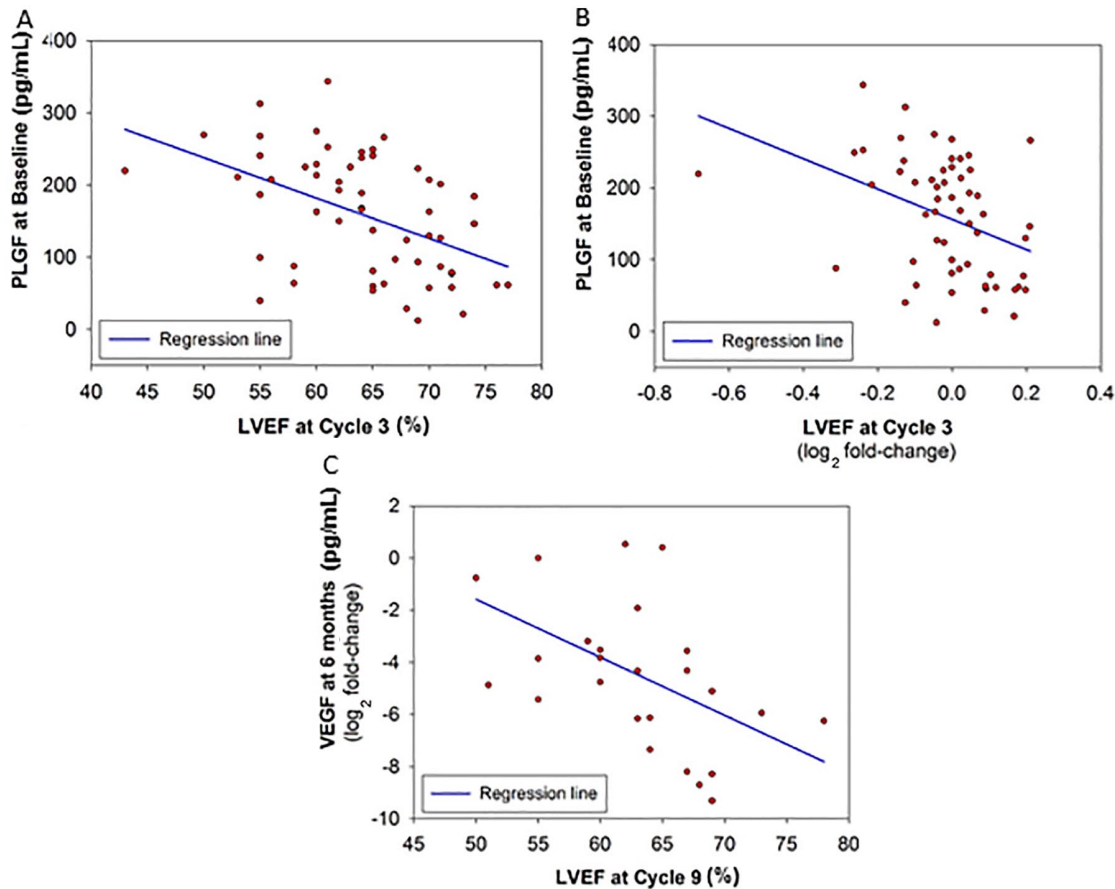 A
PLGF at Baseline (pg/mL)
400
300
200
100
0
Regression line
40 45 50 55 60 65 70 75 80
LVEF at Cycle 3 (%)
B
PLGF at Baseline (pg/mL)
400
300
200
100
0
Regression line
-0.8 -0.6 -0.4 -0.2 0.0 0.2 0.4
LVEF at Cycle 3
(log2 fold-change)
C
VEGF at 6 months (pg/mL)
(log2 fold-change)
2
0
-2
-4
-6
-8
-10
Regression line
45 50 55 60 65 70 75 80
LVEF at Cycle 9 (%)